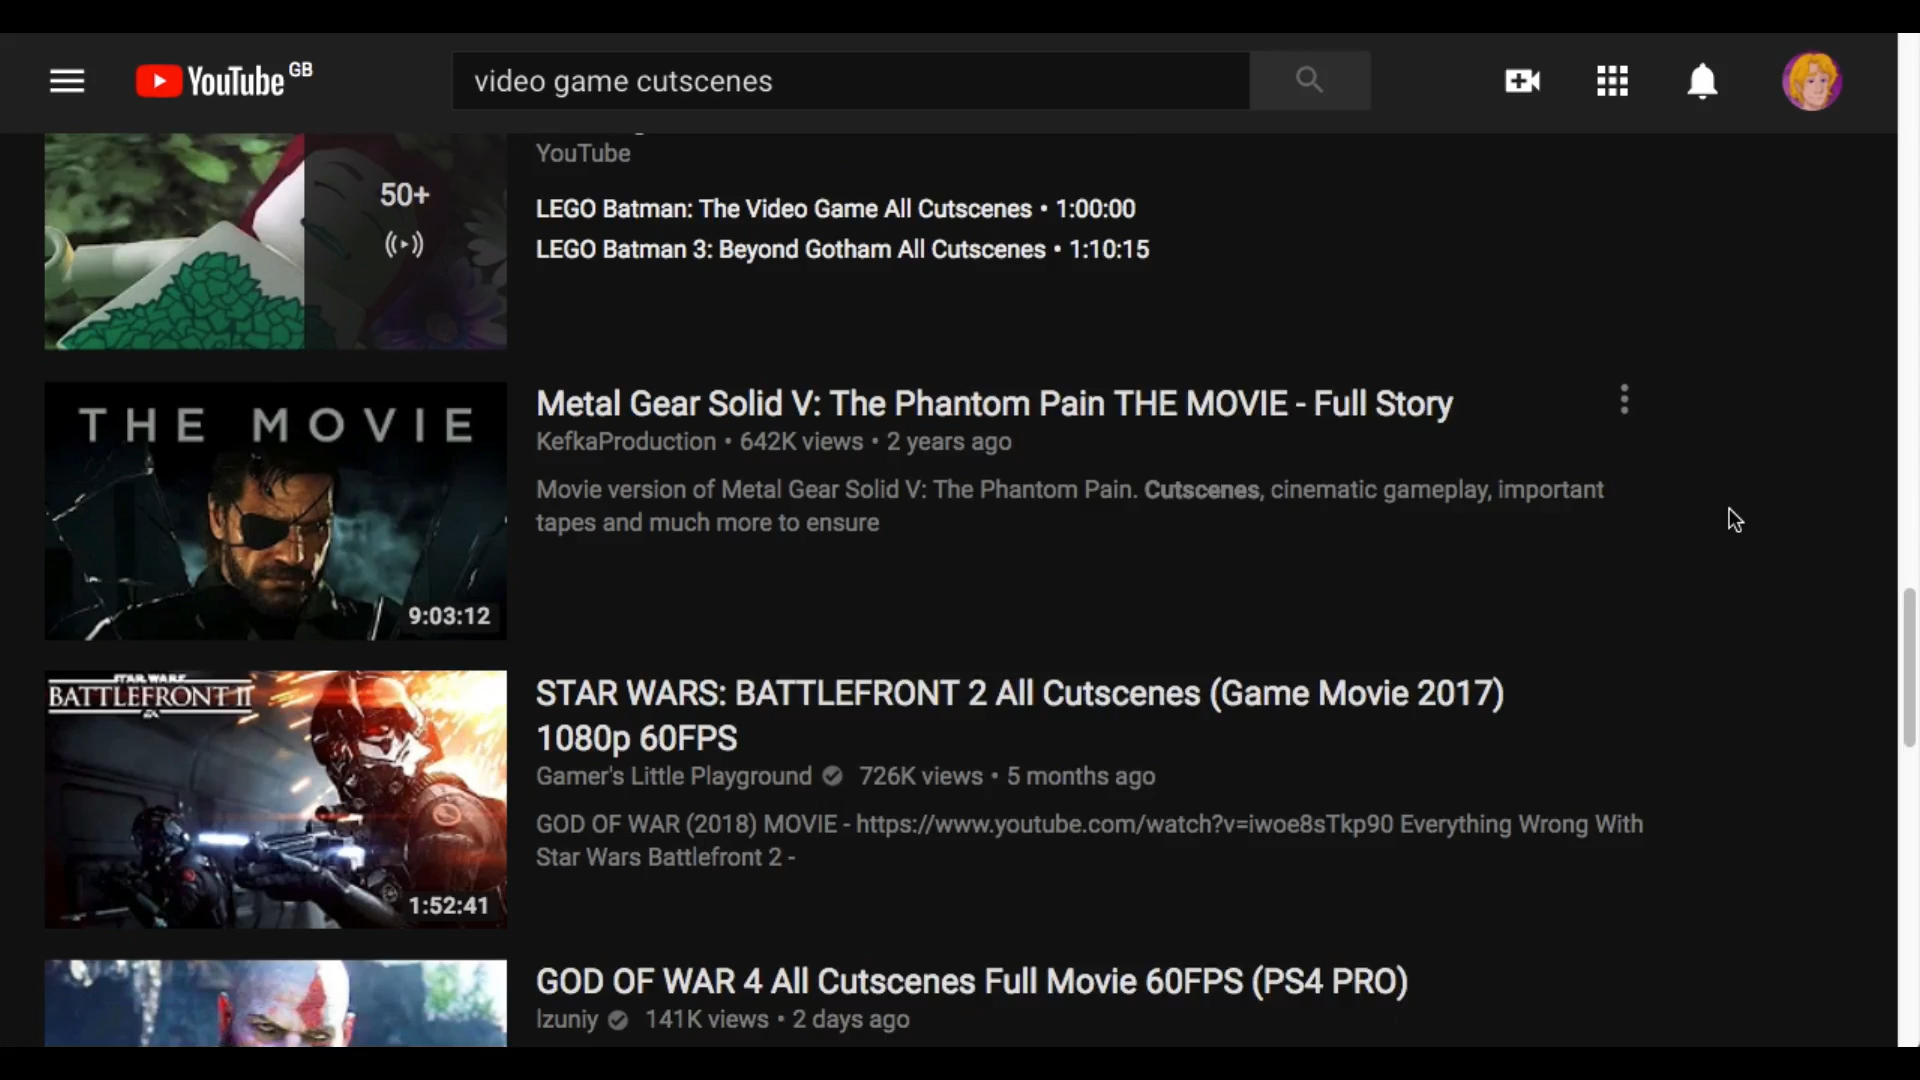 YouTube GB
video game cutscenes
YouTube
50+
LEGO Batman: The Video Game All Cutscenes • 1:00:00
LEGO Batman 3: Beyond Gotham All Cutscenes • 1:10:15
THE MOVIE
9:03:12
Metal Gear Solid V: The Phantom Pain THE MOVIE - Full Story
KefkaProduction • 642K views • 2 years ago
Movie version of Metal Gear Solid V: The Phantom Pain. Cutscenes, cinematic gameplay, important
tapes and much more to ensure
STAR WARS
BATTLEFRONT II
EA
1:52:41
STAR WARS: BATTLEFRONT 2 All Cutscenes (Game Movie 2017)
1080p 60FPS
Gamer's Little Playground 726K views • 5 months ago
GOD OF WAR (2018) MOVIE - https://www.youtube.com/watch?v=iwoe8sTkp90 Everything Wrong With
Star Wars Battlefront 2 -
GOD OF WAR 4 All Cutscenes Full Movie 60FPS (PS4 PRO)
Izuniy 141K views • 2 days ago